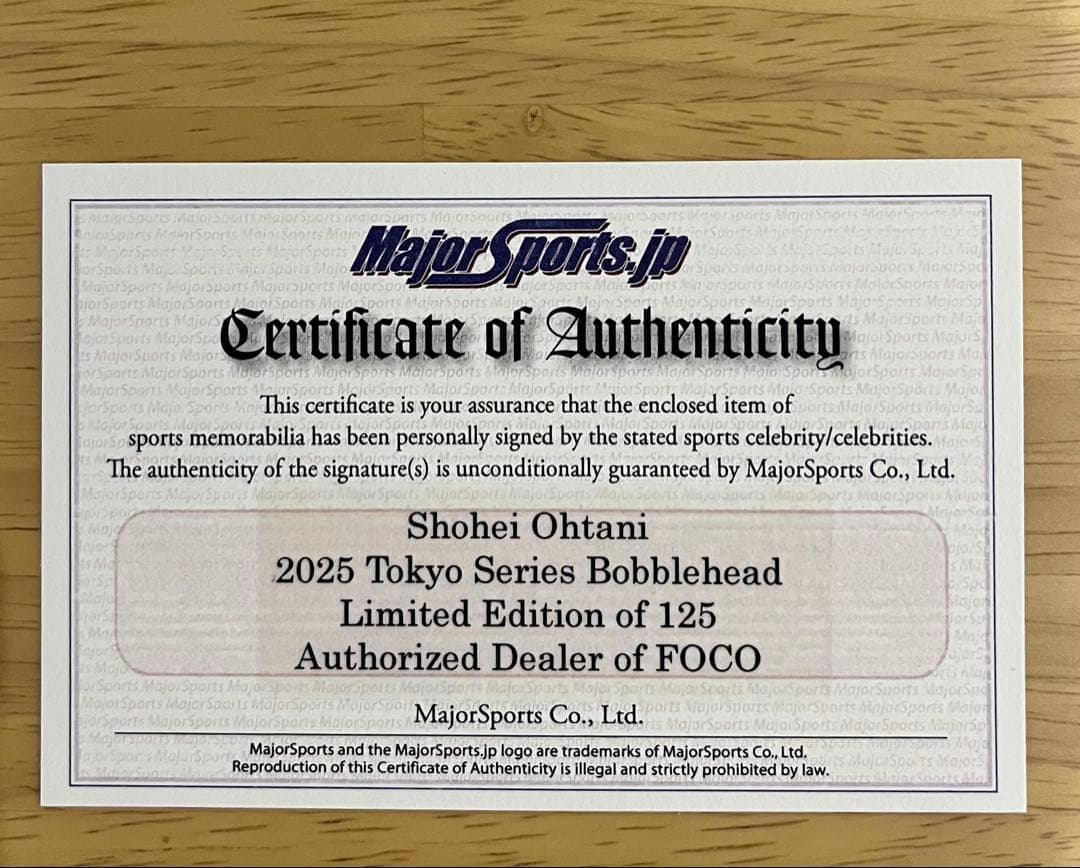 MajorSports.jp
Certificate of Authenticity
This certificate is your assurance that the enclosed item of
sports memorabilia has been personally signed by the stated sports celebrity/celebrities.
The authenticity of the signature(s) is unconditionally guaranteed by MajorSports Co., Ltd.
Shohei Ohtani
2025 Tokyo Series Bobblehead
Limited Edition of 125
Authorized Dealer of FOCO
MajorSports Co., Ltd.
MajorSports and the MajorSports.jp logo are trademarks of MajorSports Co., Ltd.
Reproduction of this Certificate of Authenticity is illegal and strictly prohibited by law.